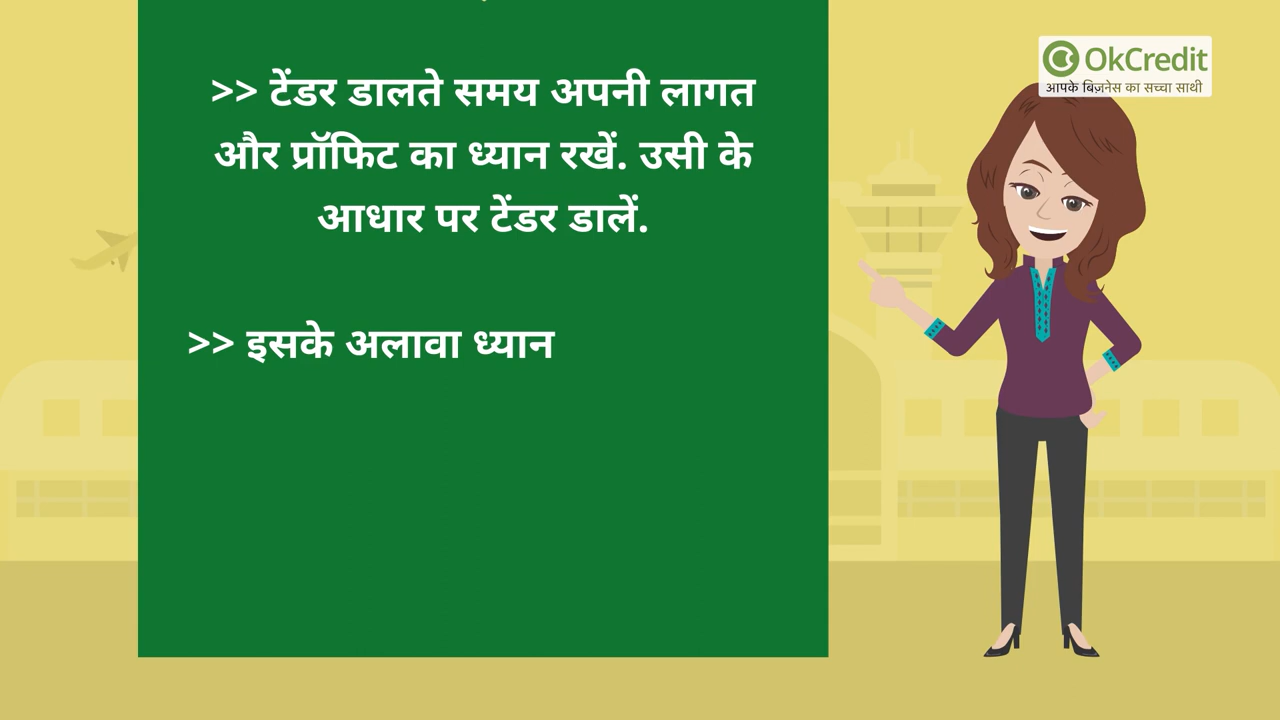 OkCredit
आपके बिज़नेस का सच्चा साथी
>> टेंडर डालते समय अपनी लागत
और प्रॉफिट का ध्यान रखें. उसी के
आधार पर टेंडर डालें.
>> इसके अलावा ध्यान